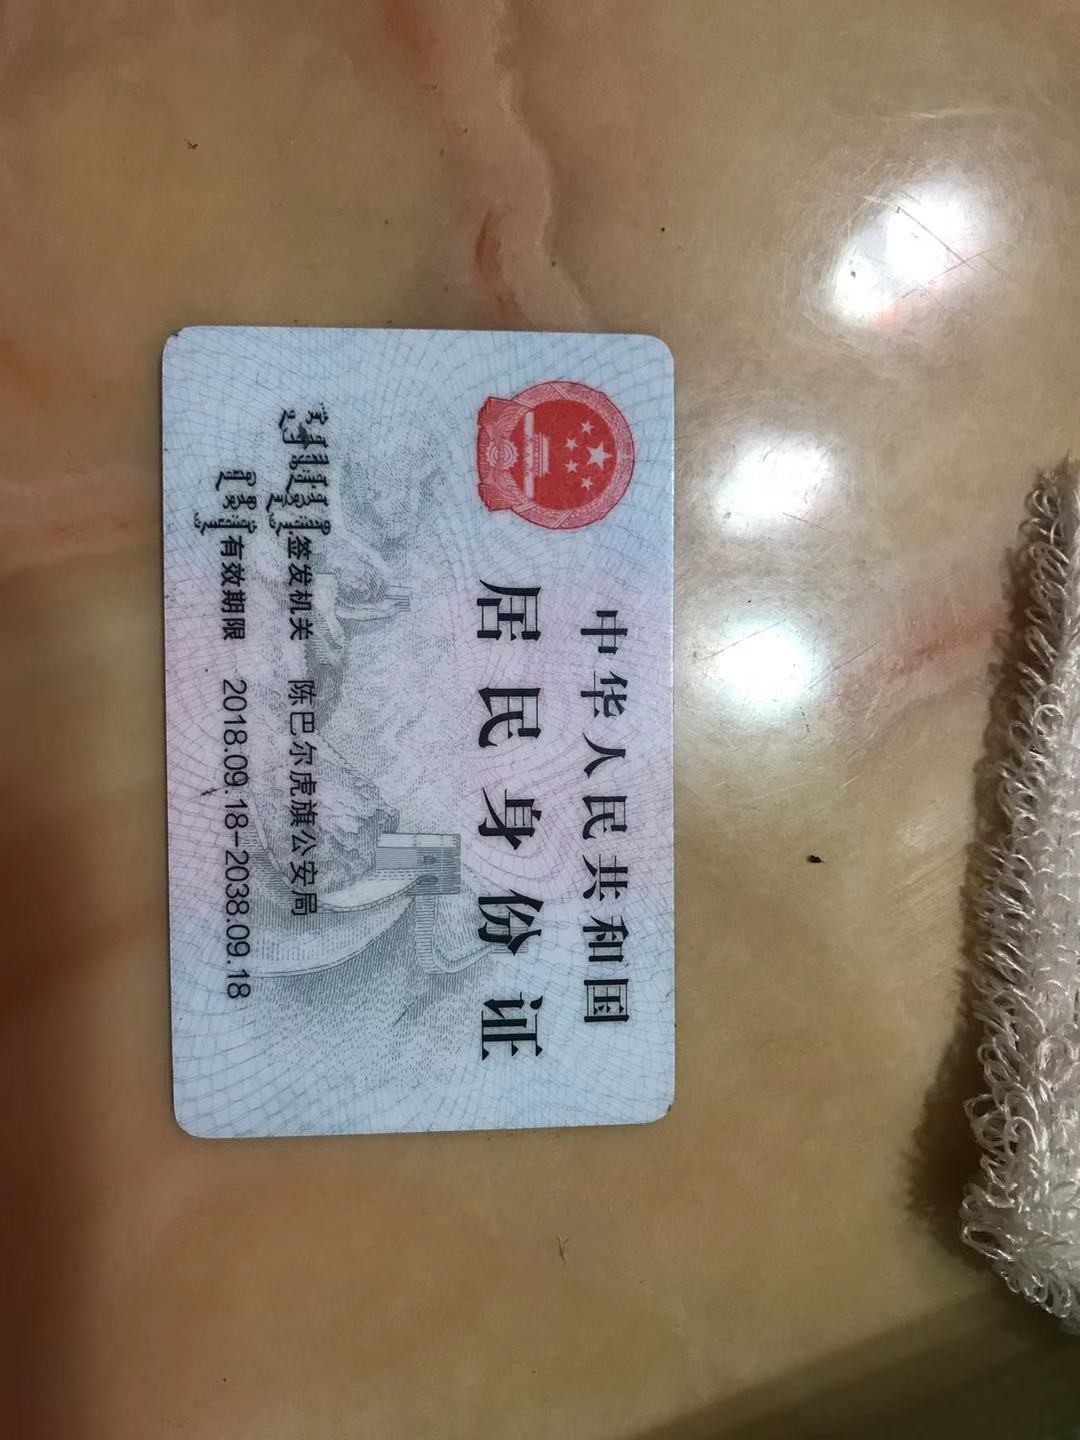 中华人民共和国
居民身份证
签发机关 陈巴尔虎旗公安局
有效期限 2018.09.18-2038.09.18